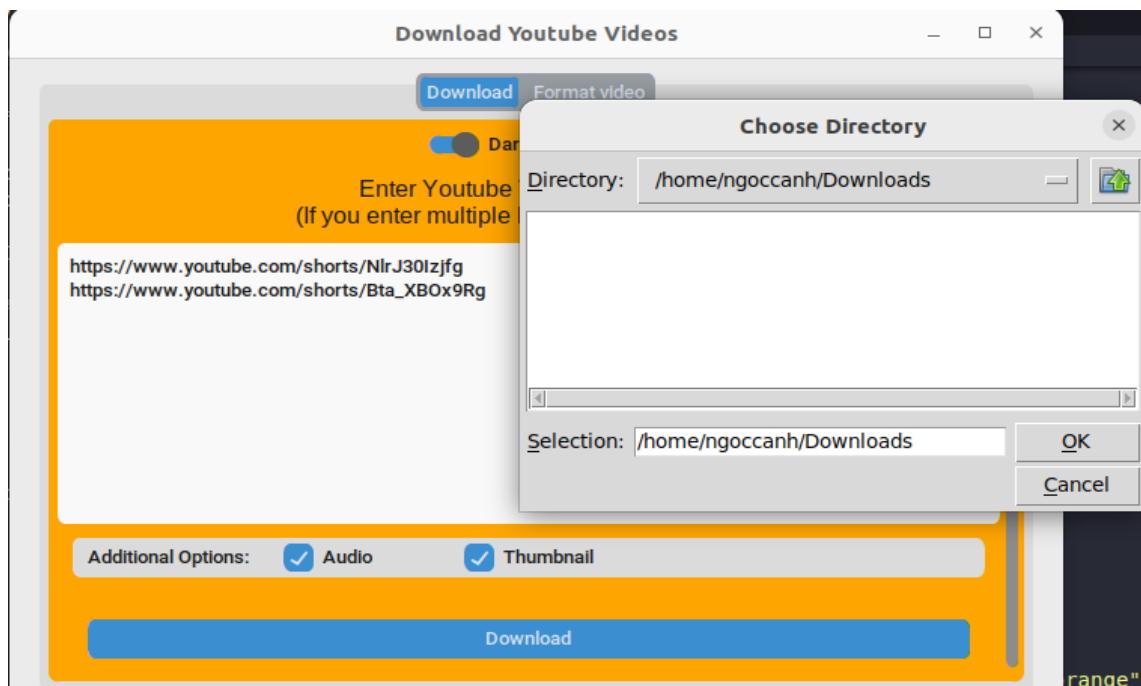 Download Youtube Videos
Download Format video
Choose Directory
Dar
Directory: /home/ngoccanh/Downloads
Enter Youtube
(If you enter multiple
https://www.youtube.com/shorts/NlrJ30Izjfg
https://www.youtube.com/shorts/Bta_XBOx9Rg
Selection: /home/ngoccanh/Downloads OK
Cancel
Additional Options: Audio Thumbnail
Download
range"